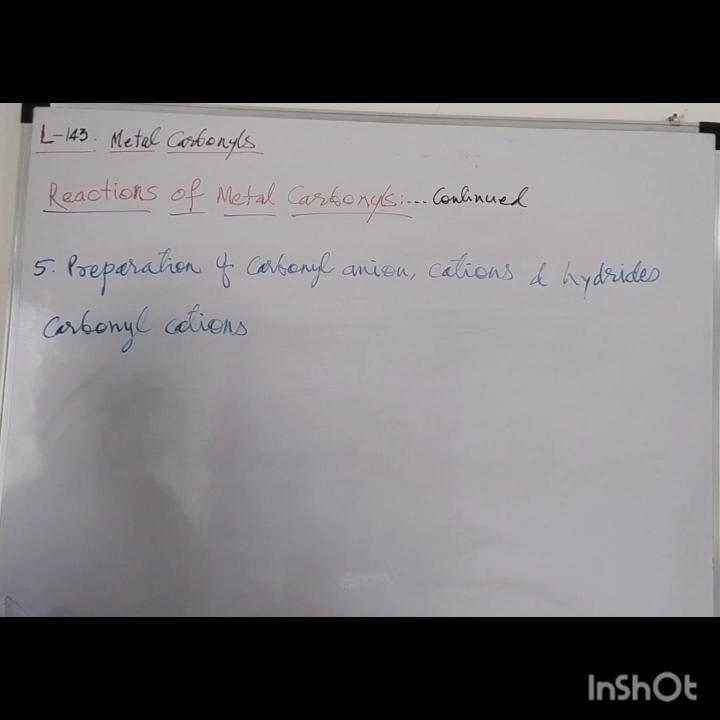 L-143. Metal Carbonyls
Reactions of Metal Carbonyls:... Continued
5. Preparation of Carbonyl anion, cations & hydrides
Carbonyl cations
InShOt